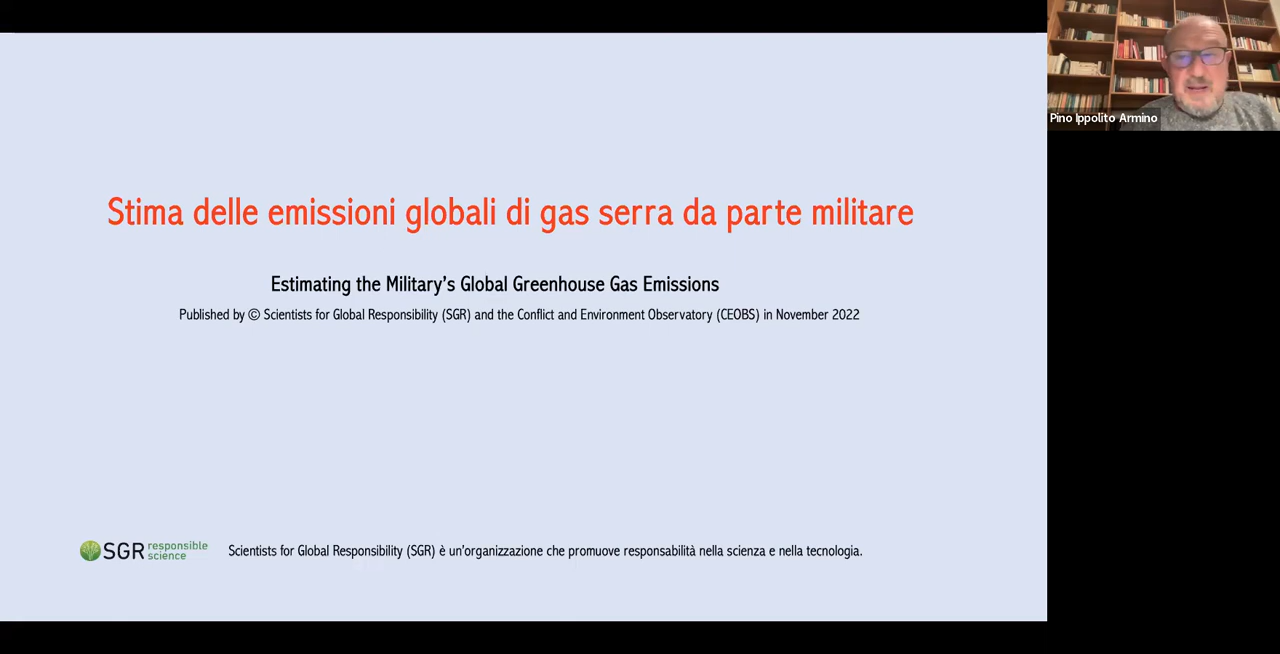 Pino Ippolito Armino
Stima delle emissioni globali di gas serra da parte militare
Estimating the Military's Global Greenhouse Gas Emissions
Published by © Scientists for Global Responsibility (SGR) and the Conflict and Environment Observatory (CEOBS) in November 2022
SGR responsible science
Scientists for Global Responsibility (SGR) è un'organizzazione che promuove responsabilità nella scienza e nella tecnologia.